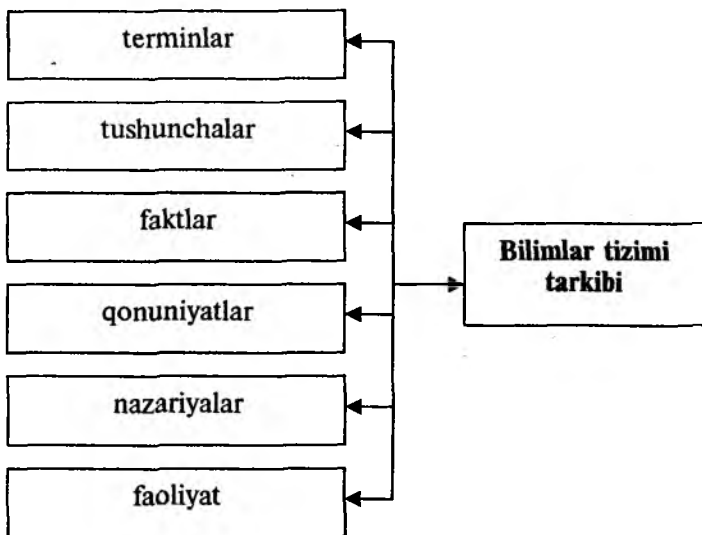 terminlar
tushunchalar
faktlar
qonuniyatlar
nazariyalar
faoliyat
Bilimlar tizimi
tarkibi